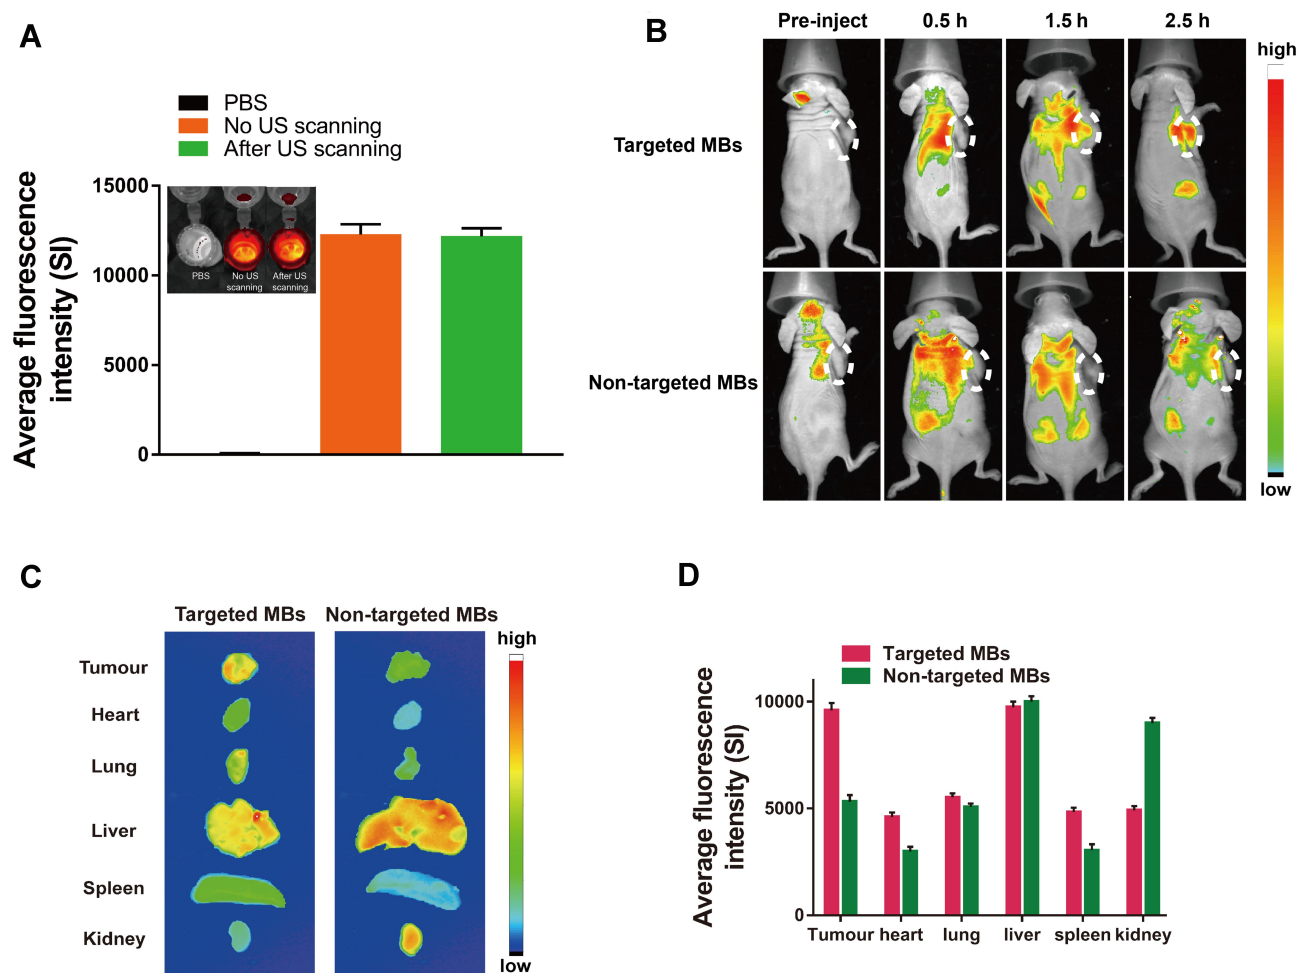 A
PBS
No US scanning
After US scanning
Average fluorescence
intensity (SI)
15000
10000
5000
0
PBS
No US
scanning
After US
scanning
B
Pre-inject
0.5 h
1.5 h
2.5 h
Targeted MBs
Non-targeted MBs
high
low
C
Targeted MBs
Non-targeted MBs
Tumour
Heart
Lung
Liver
Spleen
Kidney
high
low
D
Targeted MBs
Non-targeted MBs
Average fluorescence
intensity (SI)
10000
5000
0
Tumour heart lung liver spleen kidney